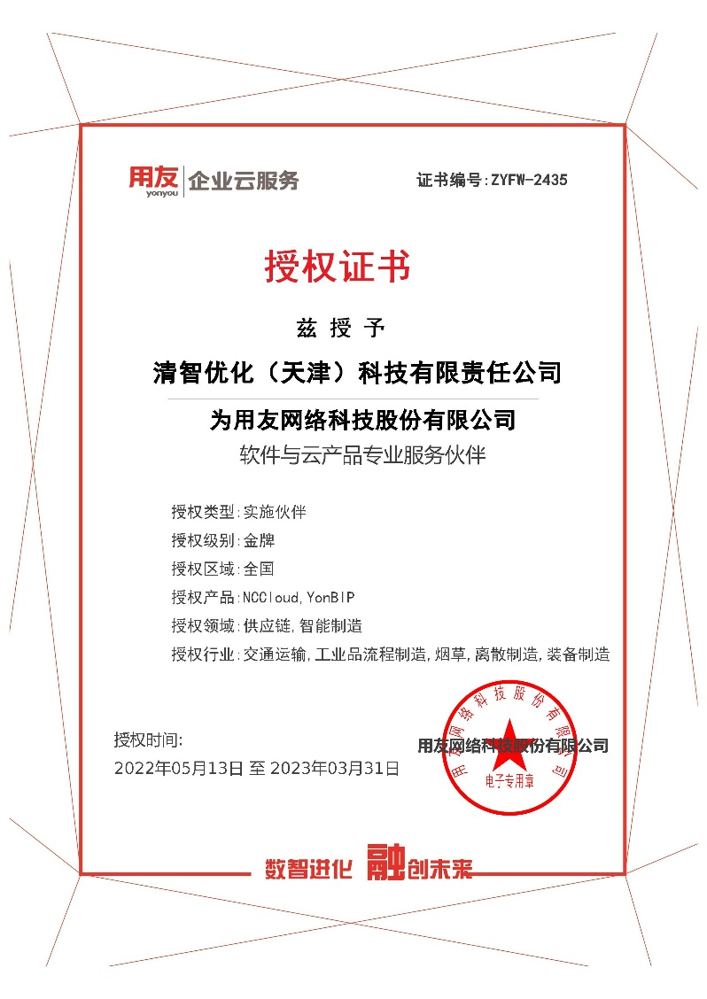 用友 yonyou 企业云服务
证书编号:ZYFW-2435
授权证书
兹授予
清智优化（天津）科技有限责任公司
为用友网络科技股份有限公司
软件与云产品专业服务伙伴
授权类型:实施伙伴
授权级别:金牌
授权区域:全国
授权产品:NCCloud,YonBIP
授权领域:供应链,智能制造
授权行业:交通运输,工业品流程制造,烟草,离散制造,装备制造
用友网络科技股份有限公司
授权时间:
用友网络科技股份有限公司
2022年05月13日 至 2023年03月31日
电子专用章
数智进化 融创未来